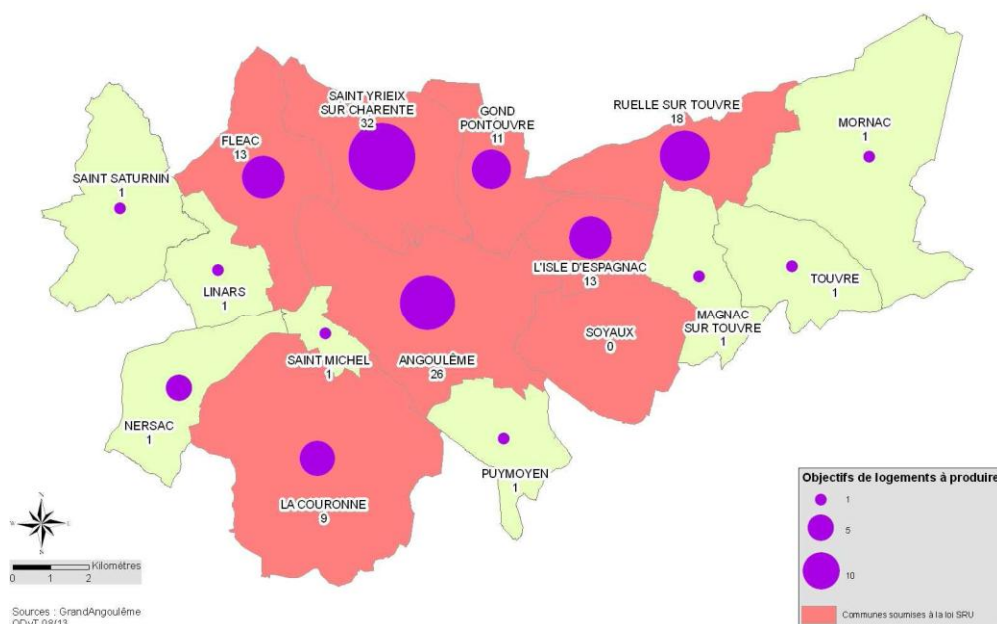 SAINT YRIEIX
SUR CHARENTE
32
GOND
PONTOUVRE
11
RUELLE SUR TOUVRE
18
MORNAC
1
FLEAC
13
SAINT SATURNIN
1
LINARS
1
L'ISLE D'ESPAGNAC
13
TOUVRE
1
MAGNAC
SUR TOUVRE
1
SOYAUX
0
SAINT MICHEL
1
ANGOULÊME
26
NERSAC
1
PUYMOYEN
1
LA COURONNE
9
N
W
E
S
Kilomètres
0 1 2
Sources : GrandAngoulême
ODyT 08/13
Objectifs de logements à produire
1
5
10
Communes soumises à la loi SRU